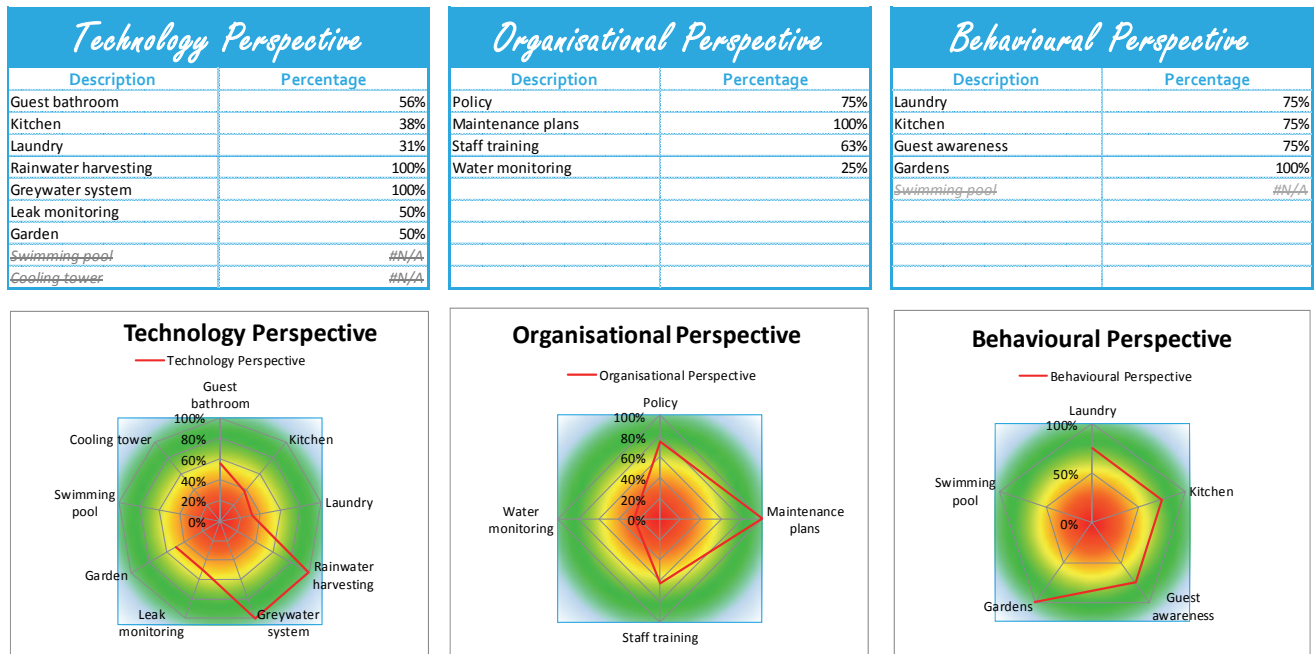 Technology Perspective
Description Percentage
Guest bathroom 56%
Kitchen 38%
Laundry 31%
Rainwater harvesting 100%
Greywater system 100%
Leak monitoring 50%
Garden 50%
Swimming pool #N/A
Cooling tower #N/A
Organisational Perspective
Description Percentage
Policy 75%
Maintenance plans 100%
Staff training 63%
Water monitoring 25%
Behavioural Perspective
Description Percentage
Laundry 75%
Kitchen 75%
Guest awareness 75%
Gardens 100%
Swimming pool #N/A
Technology Perspective
Technology Perspective
Guest
bathroom
Kitchen
Laundry
Rainwater
harvesting
Greywater
system
Leak
monitoring
Garden
Swimming
pool
Cooling tower
100%
80%
60%
40%
20%
0%
Organisational Perspective
Organisational Perspective
Policy
Maintenance
plans
Staff training
Water
monitoring
100%
80%
60%
40%
20%
0%
Behavioural Perspective
Behavioural Perspective
Laundry
Kitchen
Guest
awareness
Gardens
Swimming
pool
100%
50%
0%